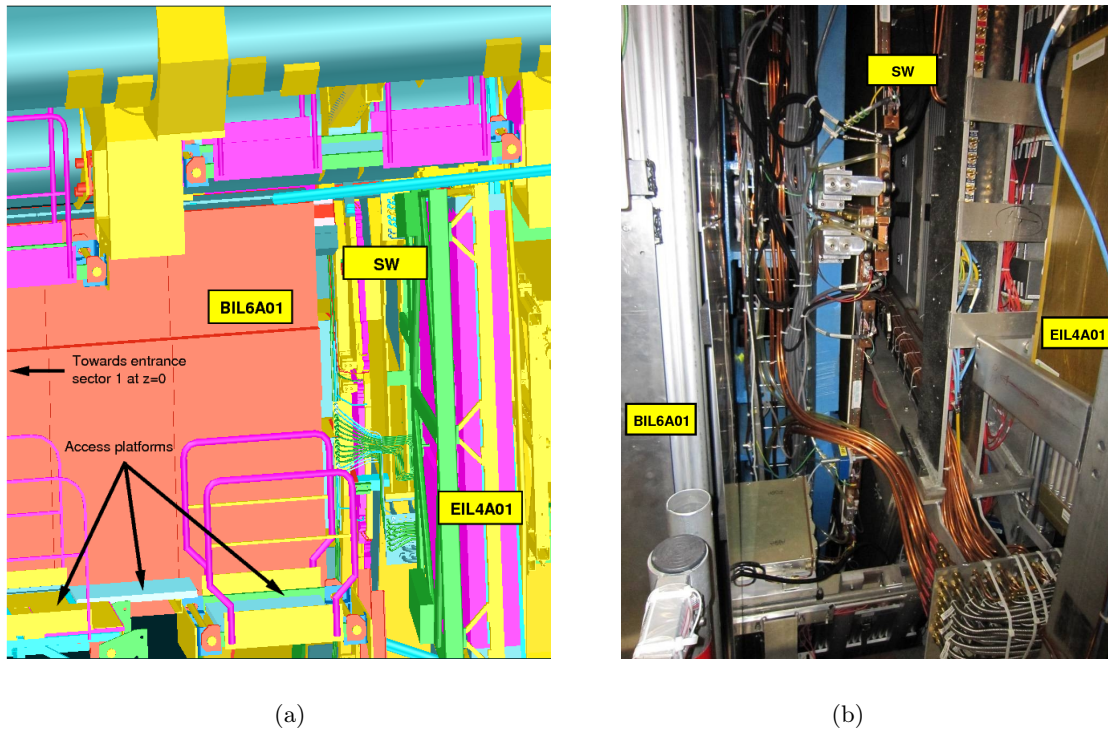 SW
BIL6A01
Towards entrance
sector 1 at z=0
Access platforms
EIL4A01
SW
EIL4A01
BIL6A01
(a)
(b)